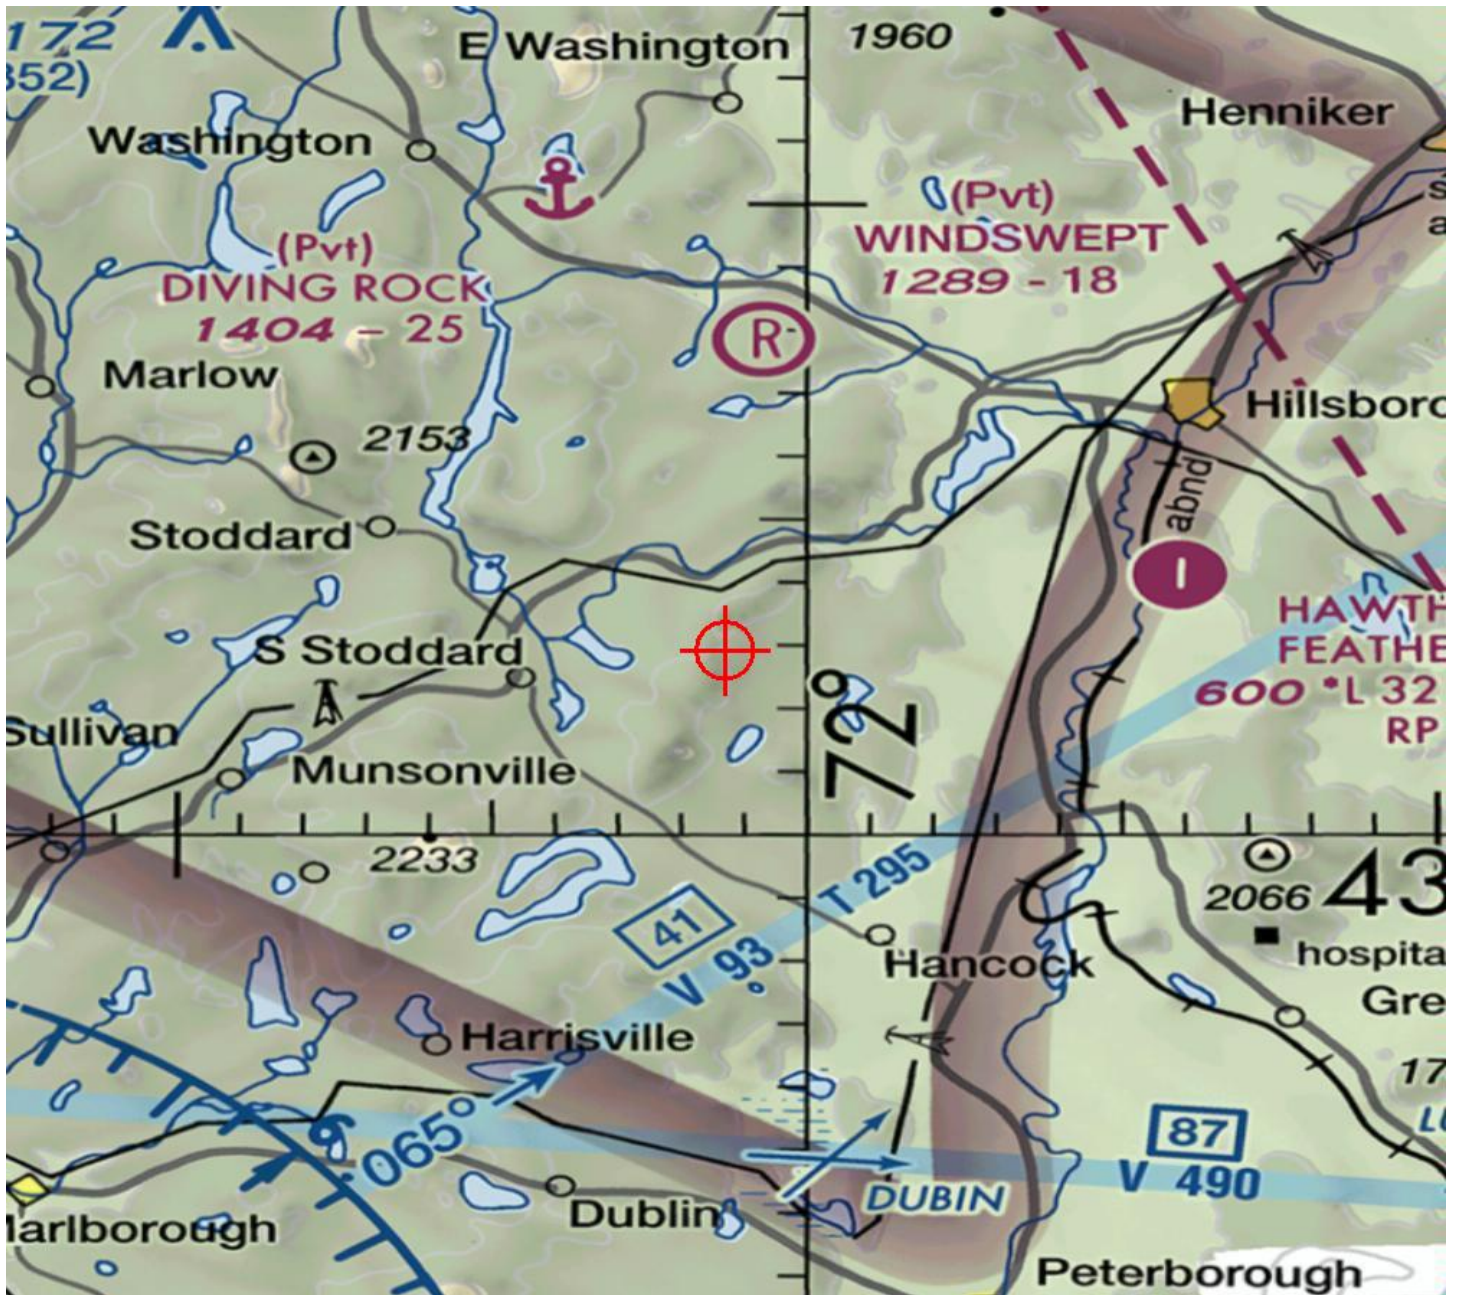 172
352)
E Washington
1960
Henniker
Washington
(Pvt)
WINDSWEPT
1289 - 18
(Pvt)
DIVING ROCK
1404 - 25
R
Marlow
2153
Hillsboro
abnd
Stoddard
I
HAWTH
FEATHE
600 *L 32
RP
S Stoddard
72°
Sullivan
Munsonville
2233
T 295
2066
43
41
hospita
V 93
Hancock
Gre
Harrisville
17
065°
87
V 490
DUBIN
Dublin
Marlborough
Peterborough